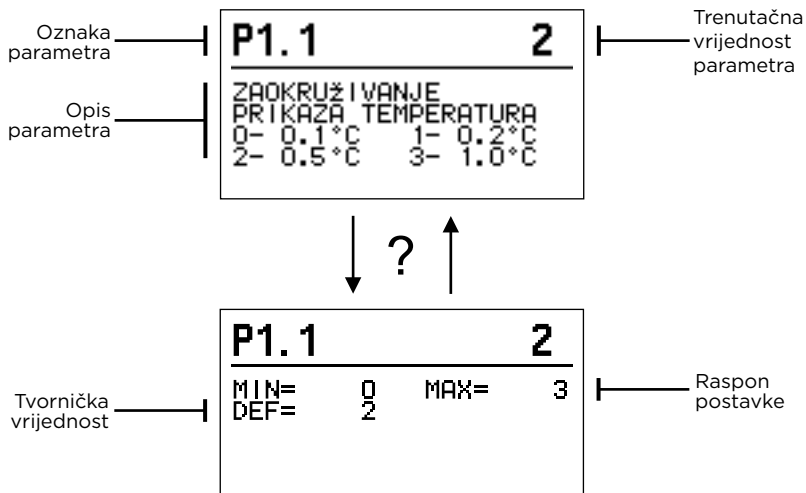 Oznaka
parametra
P1.1 2
Trenutačna
vrijednost
parametra
Opis
parametra
ZAOKRUžIVANJE
PRIKAZA TEMPERATURA
0- 0.1°C 1- 0.2°C
2- 0.5°C 3- 1.0°C
?
P1.1 2
Tvornička
vrijednost
MIN= 0 MAX= 3
DEF= 2
Raspon
postavke